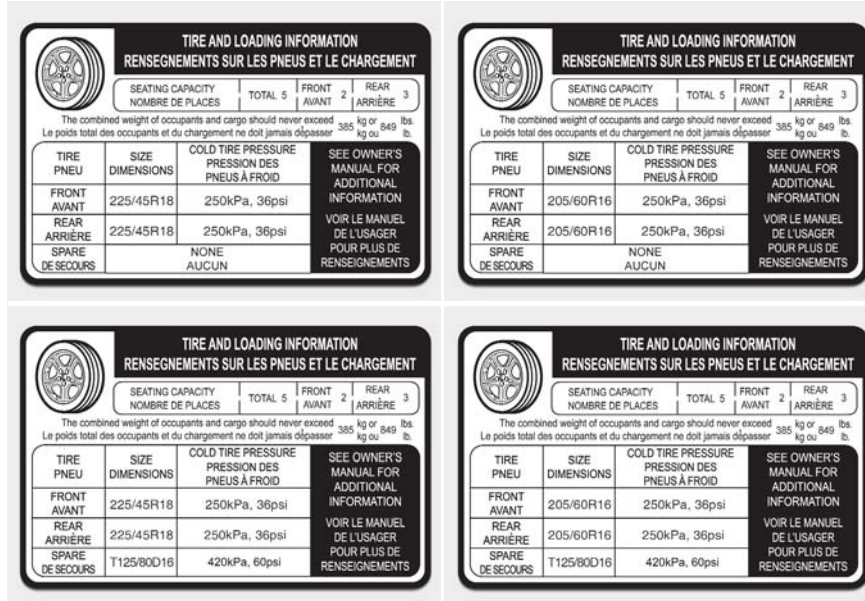 TIRE AND LOADING INFORMATION
RENSEIGNEMENTS SUR LES PNEUS ET LE CHARGEMENT
SEATING CAPACITY
NOMBRE DE PLACES
TOTAL 5
FRONT
AVANT
2
REAR
ARRIÈRE
3
The combined weight of occupants and cargo should never exceed 385 kg or 849 lbs.
Le poids total des occupants et du chargement ne doit jamais dépasser kg ou lb.
TIRE
PNEU
SIZE
DIMENSIONS
COLD TIRE PRESSURE
PRESSION DES
PNEUS À FROID
SEE OWNER'S
MANUAL FOR
ADDITIONAL
INFORMATION
VOIR LE MANUEL
DE L'USAGER
POUR PLUS DE
RENSEIGNEMENTS
FRONT
AVANT
225/45R18
250kPa, 36psi
REAR
ARRIÈRE
225/45R18
250kPa, 36psi
SPARE
DE SECOURS
NONE
AUCUN
TIRE AND LOADING INFORMATION
RENSEGNEMENTS SUR LES PNEUS ET LE CHARGEMENT
SEATING CAPACITY
NOMBRE DE PLACES
TOTAL 5
FRONT
AVANT
2
REAR
ARRIÈRE
3
The combined weight of occupants and cargo should never exceed 385 kg or 849 lbs.
Le poids total des occupants et du chargement ne doit jamais dépasser kg ou lb.
TIRE
PNEU
SIZE
DIMENSIONS
COLD TIRE PRESSURE
PRESSION DES
PNEUS À FROID
SEE OWNER'S
MANUAL FOR
ADDITIONAL
INFORMATION
VOIR LE MANUEL
DE L'USAGER
POUR PLUS DE
RENSEIGNEMENTS
FRONT
AVANT
205/60R16
250kPa, 36psi
REAR
ARRIÈRE
205/60R16
250kPa, 36psi
SPARE
DE SECOURS
NONE
AUCUN
TIRE AND LOADING INFORMATION
RENSEGNEMENTS SUR LES PNEUS ET LE CHARGEMENT
SEATING CAPACITY
NOMBRE DE PLACES
TOTAL 5
FRONT
AVANT
2
REAR
ARRIÈRE
3
The combined weight of occupants and cargo should never exceed 385 kg or 849 lbs.
Le poids total des occupants et du chargement ne doit jamais dépasser kg ou lb.
TIRE
PNEU
SIZE
DIMENSIONS
COLD TIRE PRESSURE
PRESSION DES
PNEUS À FROID
SEE OWNER'S
MANUAL FOR
ADDITIONAL
INFORMATION
VOIR LE MANUEL
DE L'USAGER
POUR PLUS DE
RENSEIGNEMENTS
FRONT
AVANT
225/45R18
250kPa, 36psi
REAR
ARRIÈRE
225/45R18
250kPa, 36psi
SPARE
DE SECOURS
T125/80D16
420kPa, 60psi
TIRE AND LOADING INFORMATION
RENSEGNEMENTS SUR LES PNEUS ET LE CHARGEMENT
SEATING CAPACITY
NOMBRE DE PLACES
TOTAL 5
FRONT
AVANT
2
REAR
ARRIÈRE
3
The combined weight of occupants and cargo should never exceed 385 kg or 849 lbs.
Le poids total des occupants et du chargement ne doit jamais dépasser kg ou lb.
TIRE
PNEU
SIZE
DIMENSIONS
COLD TIRE PRESSURE
PRESSION DES
PNEUS À FROID
SEE OWNER'S
MANUAL FOR
ADDITIONAL
INFORMATION
VOIR LE MANUEL
DE L'USAGER
POUR PLUS DE
RENSEIGNEMENTS
FRONT
AVANT
205/60R16
250kPa, 36psi
REAR
ARRIÈRE
205/60R16
250kPa, 36psi
SPARE
DE SECOURS
T125/80D16
420kPa, 60psi